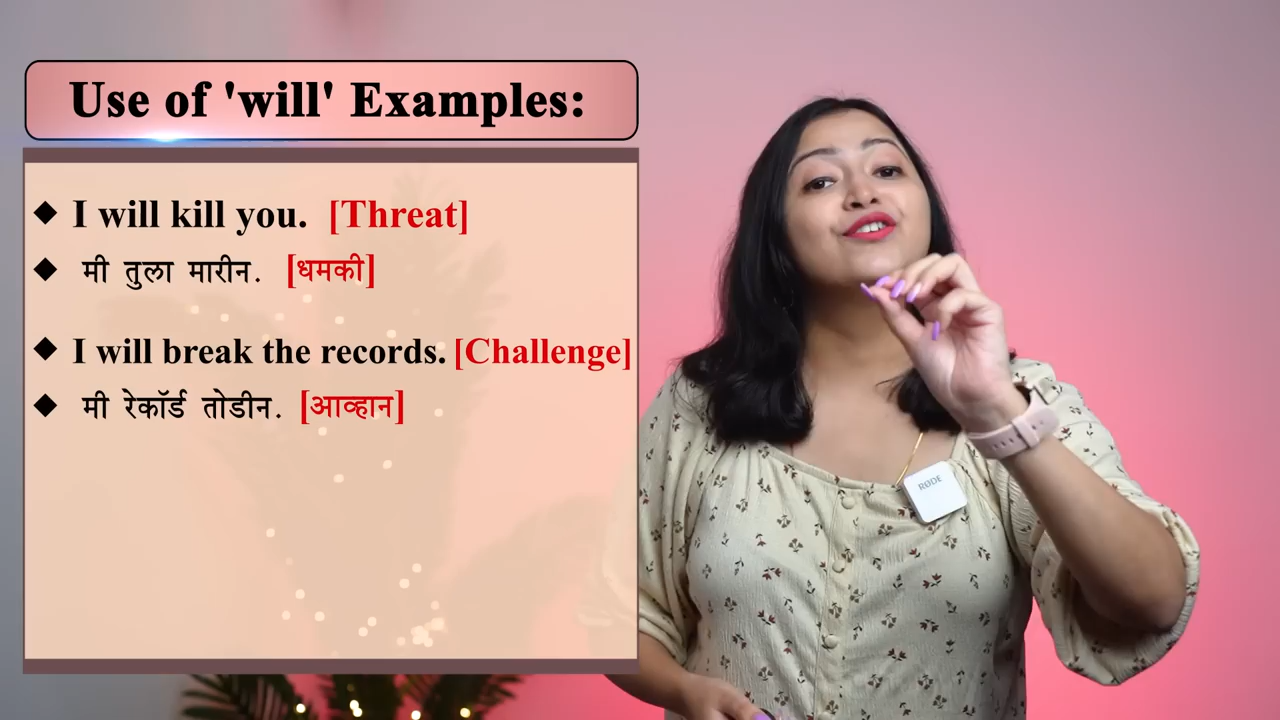 Use of 'will' Examples:
◆ I will kill you. [Threat]
◆ मी तुला मारीन. [धमकी]
◆ I will break the records. [Challenge]
◆ मी रेकॉर्ड तोडीन. [आव्हान]
RØDE